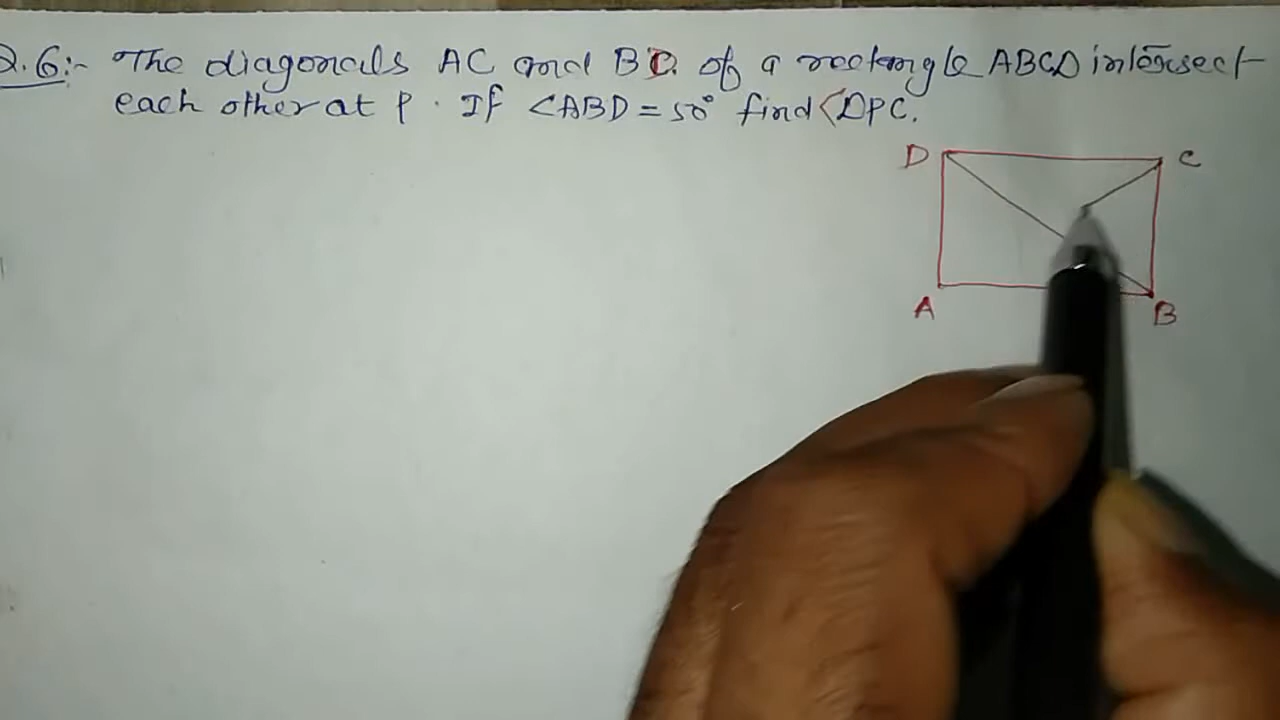 Q.6:- The diagonals AC and BD of a rectangle ABCD intersect
each other at P. If <ABD = 50° find <DPC.
D
C
A
B